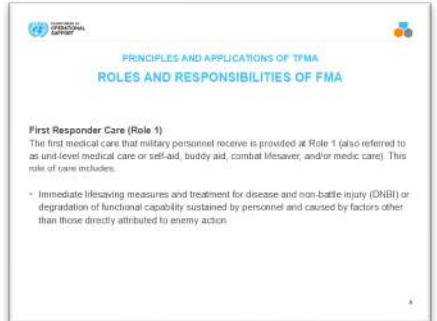 OPERATIONAL
SUPPORT
PRINCIPLES AND APPLICATIONS OF TFMA
ROLES AND RESPONSIBILITIES OF FMA
First Responder Care (Role 1)
The first medical care that military personnel receive is provided at Role 1 (also referred to
as unit-level medical care or self-aid, buddy aid, combat lifesaver, and/or medic care). This
role of care includes:
• Immediate lifesaving measures and treatment for disease and non-battle injury (DNBI) or
degradation of functional capability sustained by personnel and caused by factors other
than those directly attributed to enemy action